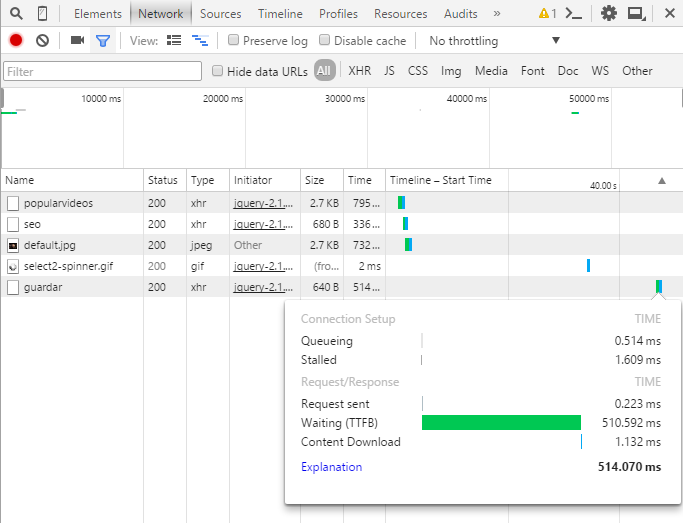 Elements Network Sources Timeline Profiles Resources Audits » 1
View: Preserve log Disable cache No throttling
Filter Hide data URLs All XHR JS CSS Img Media Font Doc WS Other
10000 ms 20000 ms 30000 ms 40000 ms 50000 ms
Name Status Type Initiator Size Time Timeline – Start Time
40.00 s
popularvideos 200 xhr jquery-2.1.… 2.7 KB 795…
seo 200 xhr jquery-2.1.… 680 B 336…
default.jpg 200 jpeg Other 2.7 KB 732…
select2-spinner.gif 200 gif jquery-2.1.… (fro… 2 ms
guardar 200 xhr jquery-2.1.… 640 B 514…
Connection Setup TIME
Queueing 0.514 ms
Stalled 1.609 ms
Request/Response TIME
Request sent 0.223 ms
Waiting (TTFB) 510.592 ms
Content Download 1.132 ms
Explanation 514.070 ms